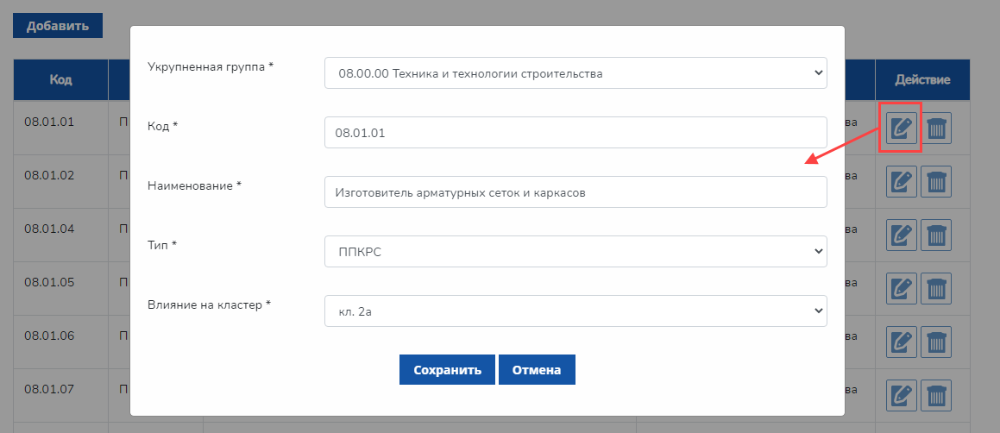 Добавить
Код
Действие
Укрупненная группа *
08.00.00 Техника и технологии строительства
Код *
08.01.01
Наименование *
Изготовитель арматурных сеток и каркасов
Тип *
ППКРС
Влияние на кластер *
кл. 2а
Сохранить
Отмена
08.01.01
П
ва
08.01.02
П
ва
08.01.04
П
ва
08.01.05
П
ва
08.01.06
П
ва
08.01.07
П
ва